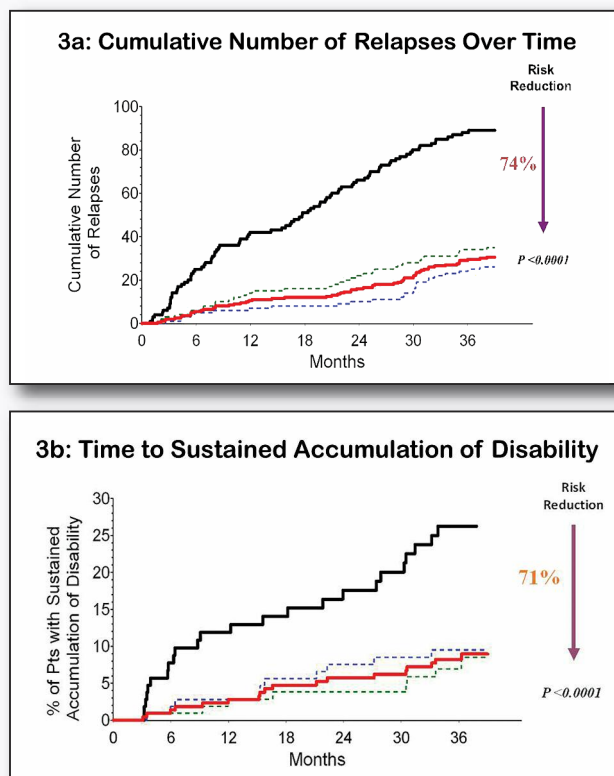 3a: Cumulative Number of Relapses Over Time
Risk
Reduction
100
80
60
40
20
0
Cumulative Number
of Relapses
74%
P <0.0001
0 6 12 18 24 30 36
Months
3b: Time to Sustained Accumulation of Disability
Risk
Reduction
30
25
20
15
10
5
0
% of Pts with Sustained
Accumulation of Disability
71%
P <0.0001
0 6 12 18 24 30 36
Months